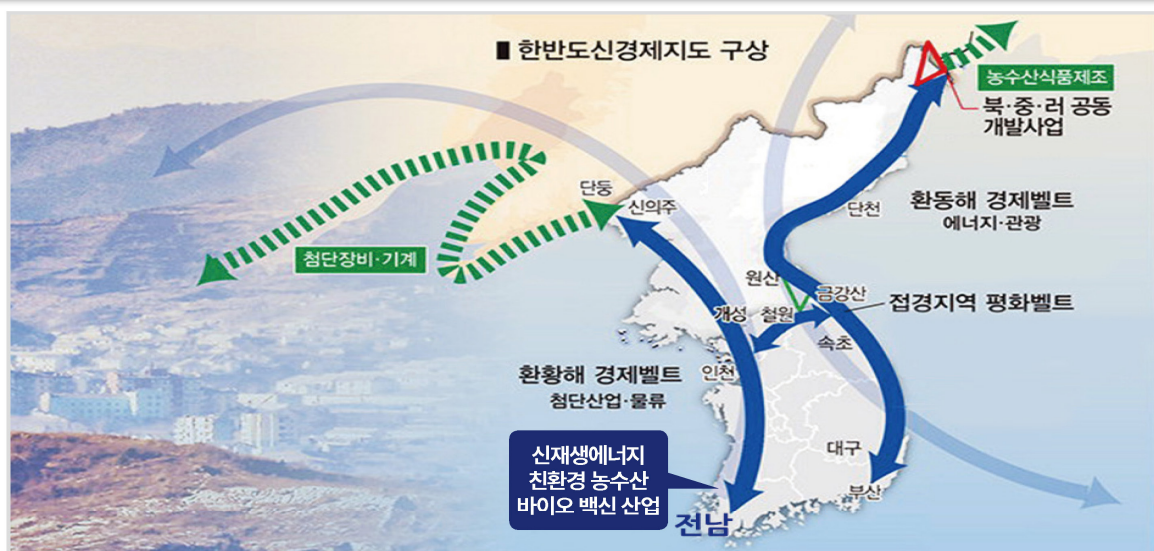 ■ 한반도신경제지도 구상
농수산식품제조
북·중·러 공동
개발사업
단둥
신의주
단천
환동해 경제벨트
에너지·관광
첨단장비·기계
원산
금강산
접경지역 평화벨트
개성
철원
속초
환황해 경제벨트
첨단산업·물류
인천
신재생에너지
친환경 농수산
바이오 백신 산업
대구
부산
전남